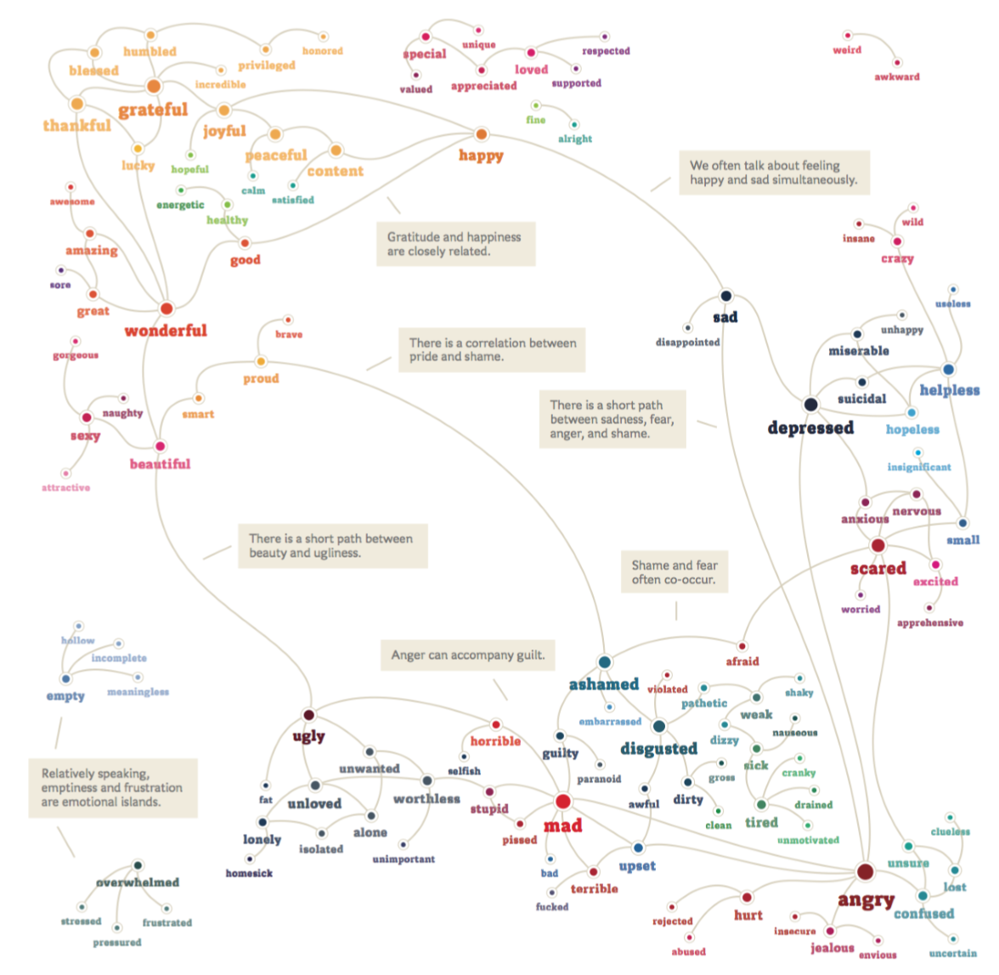 humbled
honored
blessed
privileged
incredible
grateful
thankful
joyful
lucky
hopeful
peaceful
content
calm
satisfied
happy
special
unique
respected
loved
valued
appreciated
supported
fine
alright
weird
awkward
We often talk about feeling
happy and sad simultaneously.
awesome
energetic
healthy
Gratitude and happiness
are closely related.
amazing
good
sore
great
wonderful
wild
insane
crazy
useless
sad
disappointed
unhappy
miserable
brave
gorgeous
proud
There is a correlation between
pride and shame.
helpless
suicidal
There is a short path
between sadness, fear,
anger, and shame.
depressed
hopeless
naughty
smart
sexy
beautiful
attractive
insignificant
anxious
nervous
small
There is a short path between
beauty and ugliness.
scared
excited
Shame and fear
often co-occur.
worried
apprehensive
hollow
incomplete
empty
meaningless
Anger can accompany guilt.
afraid
ashamed
violated
pathetic
shaky
weak
embarrassed
nauseous
dizzy
ugly
horrible
guilty
disgusted
unwanted
selfish
paranoid
gross
sick
cranky
Relatively speaking,
emptiness and frustration
are emotional islands.
fat
unloved
worthless
stupid
awful
dirty
drained
mad
clean
tired
lonely
isolated
alone
pissed
unmotivated
clueless
homesick
unimportant
bad
upset
unsure
overwhelmed
terrible
lost
fucked
angry
confused
stressed
frustrated
pressured
rejected
hurt
insecure
abused
jealous
envious
uncertain